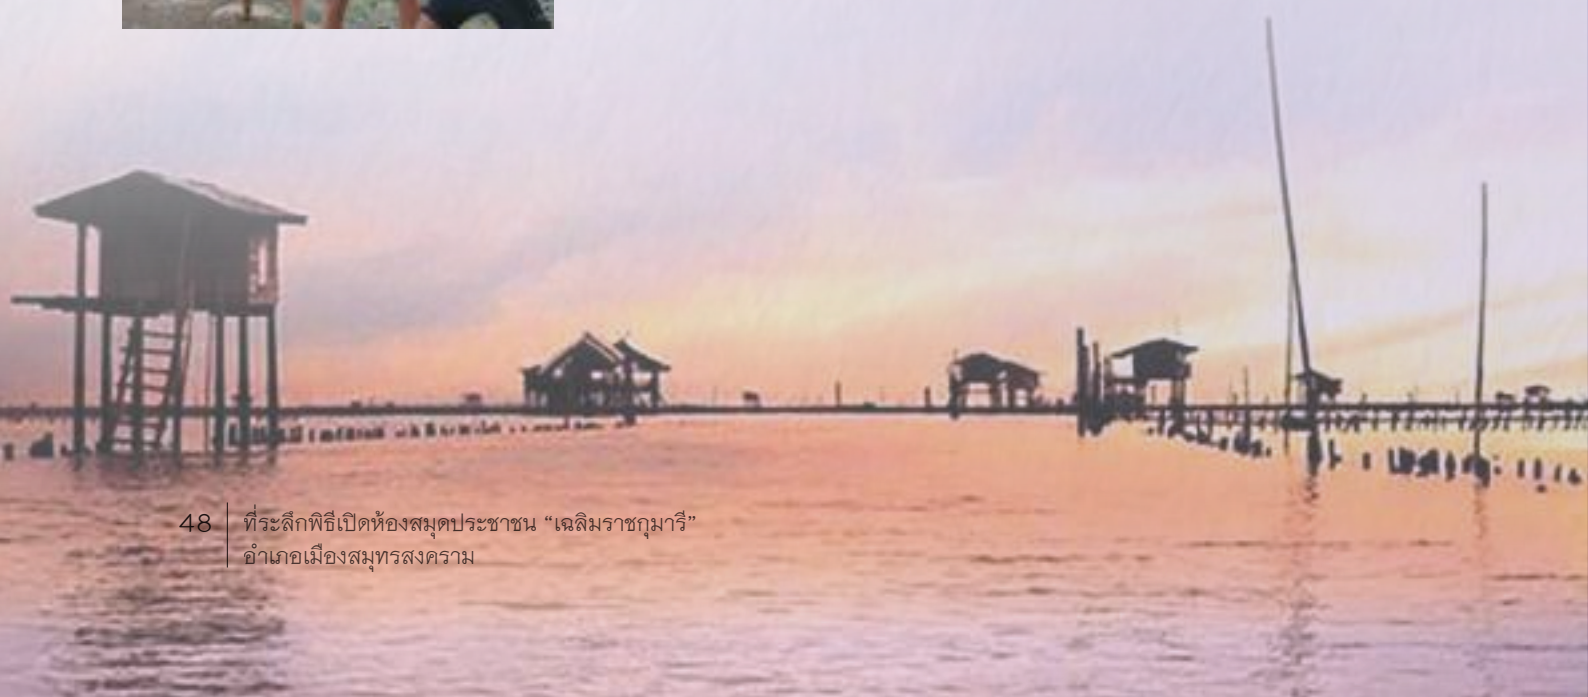 48
ที่ระลึกพิธีเปิดห้องสมุดประชาชน “เฉลิมราชกุมารี”
อำเภอเมืองสมุทรสงคราม